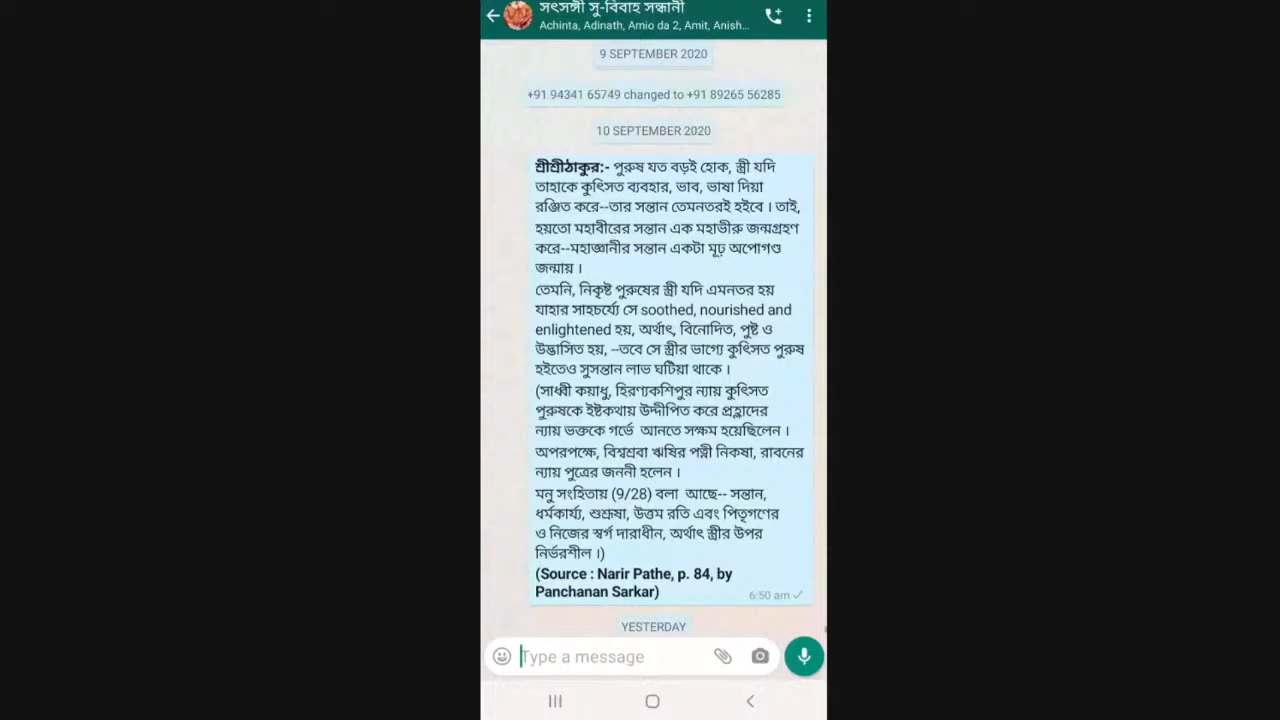 সৎসঙ্গী সু-বিবাহ সন্ধানী
Achinta, Adinath, Amio da 2, Amit, Anish...
9 SEPTEMBER 2020
+91 94341 65749 changed to +91 89265 56285
10 SEPTEMBER 2020
শ্রীশ্রীঠাকুর:- পুরুষ যত বড়ই হোক, স্ত্রী যদি
তাহাকে কুৎসিত ব্যবহার, ভাব, ভাষা দিয়া
রঞ্জিত করে--তার সন্তান তেমনতরই হইবে । তাই,
হয়তো মহাবীরের সন্তান এক মহাভীরু জন্মগ্রহণ
করে--মহাজ্ঞানীর সন্তান একটা মূঢ় অপোগণ্ড
জন্মায় ।
তেমনি, নিকৃষ্ট পুরুষের স্ত্রী যদি এমনতর হয়
যাহার সাহচর্য্যে সে soothed, nourished and
enlightened হয়, অর্থাৎ, বিনোদিত, পুষ্ট ও
উদ্ভাসিত হয়, --তবে সে স্ত্রীর ভাগ্যে কুৎসিত পুরুষ
হইতেও সুসন্তান লাভ ঘটিয়া থাকে ।
(সাধ্বী কয়াধু, হিরণ্যকশিপুর ন্যায় কুৎসিত
পুরুষকে ইষ্টকথায় উদ্দীপিত করে প্রহ্লাদের
ন্যায় ভক্তকে গর্ভে আনতে সক্ষম হয়েছিলেন ।
অপরপক্ষে, বিশ্বশ্রবা ঋষির পত্নী নিকষা, রাবনের
ন্যায় পুত্রের জননী হলেন ।
মনু সংহিতায় (9/28) বলা আছে-- সন্তান,
ধর্মকার্য্য, শুশ্রূষা, উত্তম রতি এবং পিতৃগণের
ও নিজের স্বর্গ দারাধীন, অর্থাৎ স্ত্রীর উপর
নির্ভরশীল ।)
(Source : Narir Pathe, p. 84, by
Panchanan Sarkar)
6:50 am
YESTERDAY
Type a message